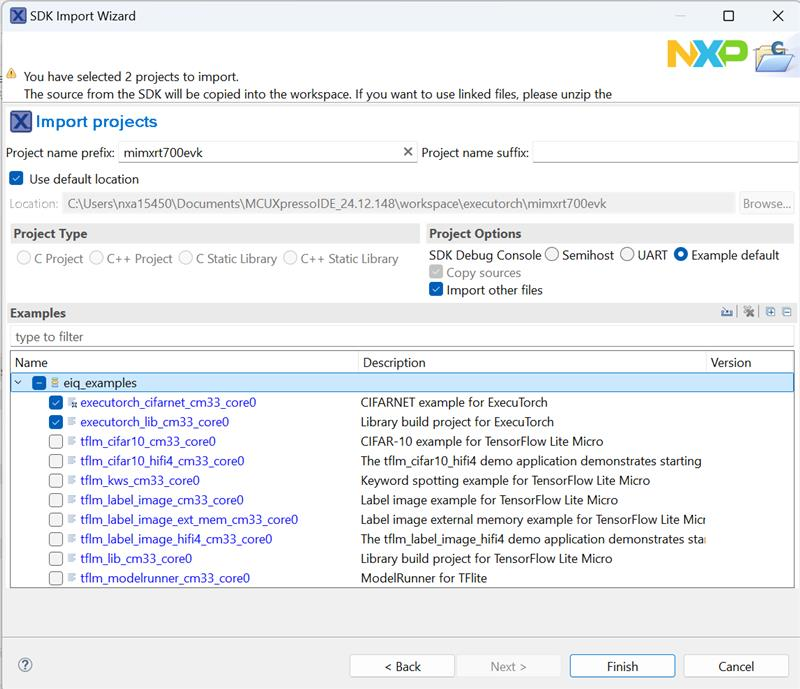 SDK Import Wizard
NXP
You have selected 2 projects to import.
The source from the SDK will be copied into the workspace. If you want to use linked files, please unzip the
Import projects
Project name prefix: mimxrt700evk Project name suffix:
Use default location
Location: C:\Users\nxa15450\Documents\MCUXpressoIDE_24.12.148\workspace\executorch\mimxrt700evk Browse...
Project Type Project Options
C Project C++ Project C Static Library C++ Static Library SDK Debug Console Semihost UART Example default
Copy sources
Import other files
Examples
type to filter
Name Description Version
eiq_examples
executorch_cifarnet_cm33_core0 CIFARNET example for ExecuTorch
executorch_lib_cm33_core0 Library build project for ExecuTorch
tflm_cifar10_cm33_core0 CIFAR-10 example for TensorFlow Lite Micro
tflm_cifar10_hifi4_cm33_core0 The tflm_cifar10_hifi4 demo application demonstrates starting
tflm_kws_cm33_core0 Keyword spotting example for TensorFlow Lite Micro
tflm_label_image_cm33_core0 Label image example for TensorFlow Lite Micro
tflm_label_image_ext_mem_cm33_core0 Label image external memory example for TensorFlow Lite Micr
tflm_label_image_hifi4_cm33_core0 The tflm_label_image_hifi4 demo application demonstrates sta
tflm_lib_cm33_core0 Library build project for TensorFlow Lite Micro
tflm_modelrunner_cm33_core0 ModelRunner for TFlite
< Back Next > Finish Cancel